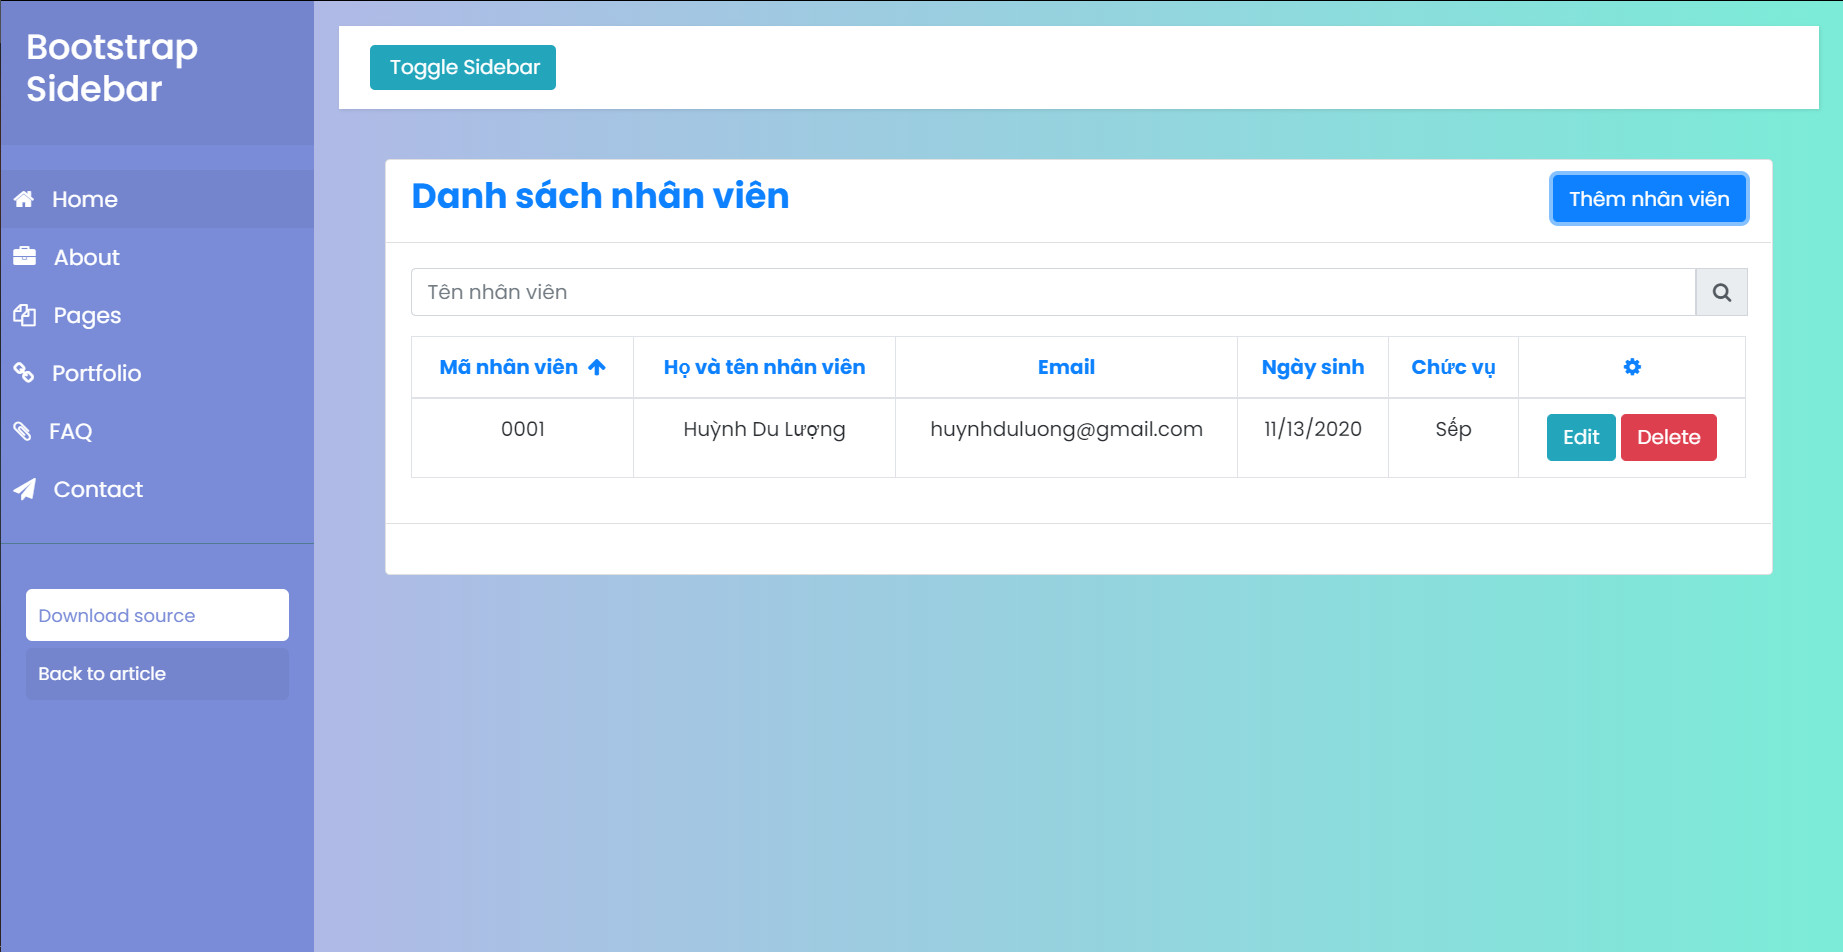 Bootstrap
Sidebar
Home
About
Pages
Portfolio
FAQ
Contact
Download source
Back to article
Toggle Sidebar
Danh sách nhân viên
Thêm nhân viên
Tên nhân viên
Mã nhân viên Họ và tên nhân viên Email Ngày sinh Chức vụ
0001 Huỳnh Du Lượng huynhduluong@gmail.com 11/13/2020 Sếp Edit Delete